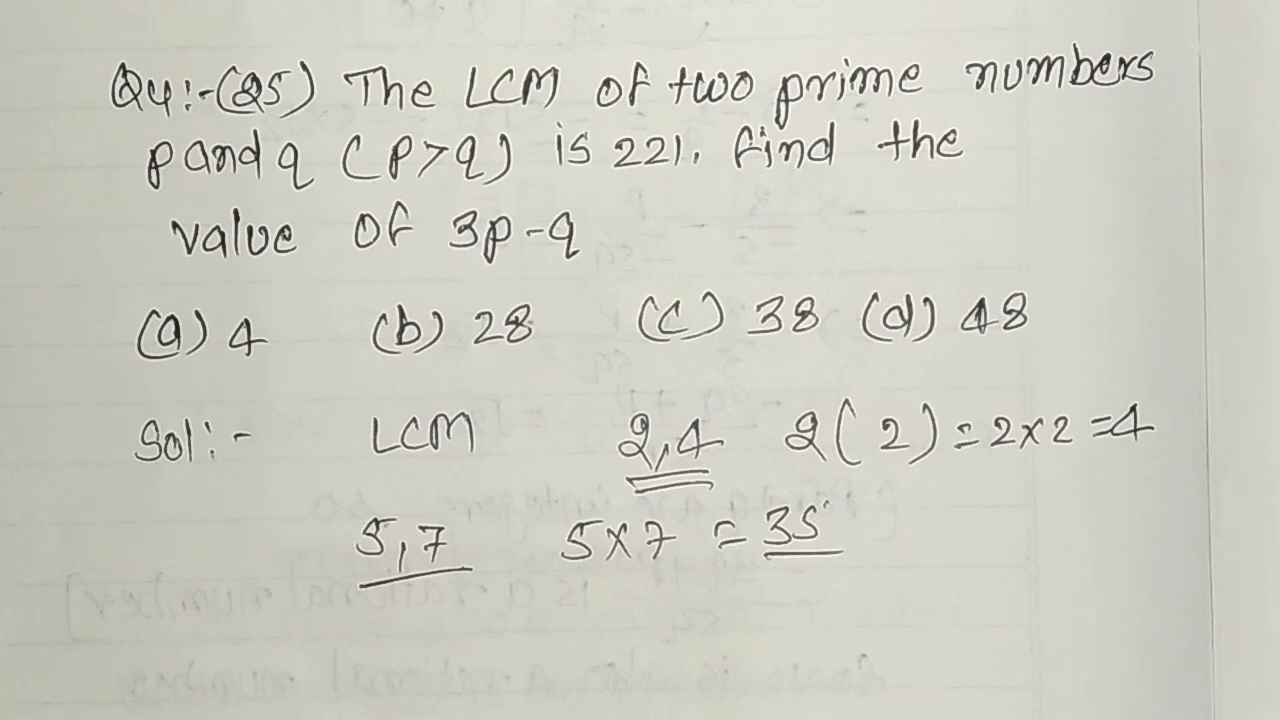 Q4:-(25) The LCM of two prime numbers
p and q (p>q) is 221. find the
value of 3p-q
(a) 4 (b) 28 (c) 38 (d) 48
Sol:- LCM 2,4 2(2)=2×2=4
5,7 5×7 = 35